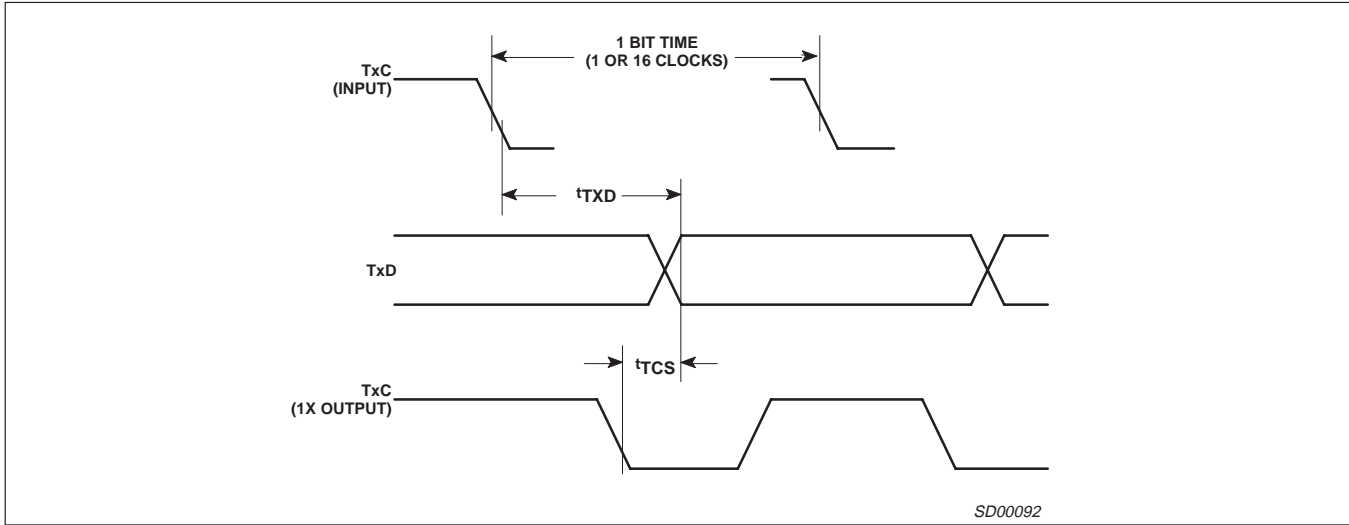 1 BIT TIME
(1 OR 16 CLOCKS)
TxC
(INPUT)
tTXD
TxD
tTCS
TxC
(1X OUTPUT)
SD00092